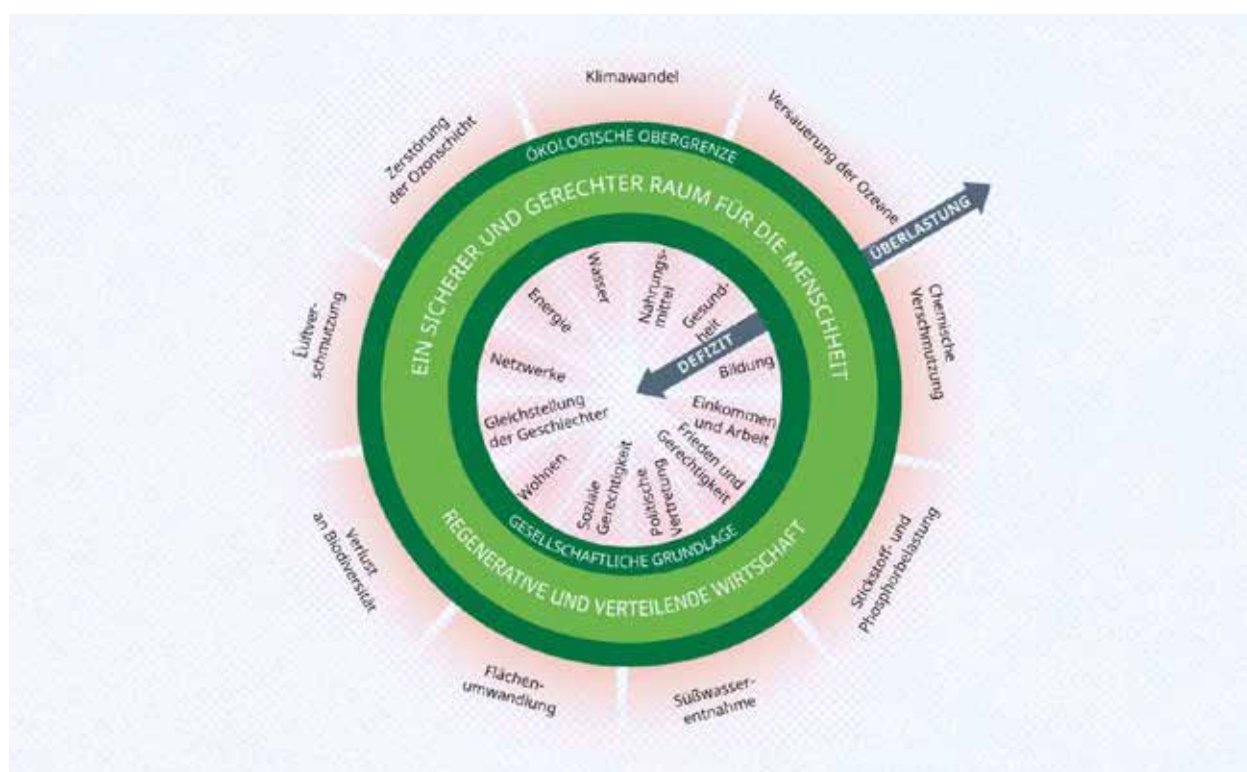 Klimawandel
Versauerung der Ozeane
ÜBERLASTUNG
Chemische
Verschmutzung
Stickstoff- und
Phosphorbelastung
Süßwasser-
entnahme
Flächen-
umwandlung
Verlust
an Biodiversität
Luftver-
schmutzung
Zerstörung
der Ozonschicht
ÖKOLOGISCHE OBERGRENZE
EIN SICHERER UND GERECHTER RAUM FÜR DIE MENSCHHEIT
Wasser
Nahrungs-
mittel
Gesund-
heit
DEFIZIT
Bildung
Einkommen
und Arbeit
Frieden und
Gerechtigkeit
Politische
Vertretung
Soziale
Gerechtigkeit
Wohnen
Gleichstellung
der Geschlechter
Netzwerke
Energie
GESELLSCHAFTLICHE GRUNDLAGE
REGENERATIVE UND VERTEILENDE WIRTSCHAFT